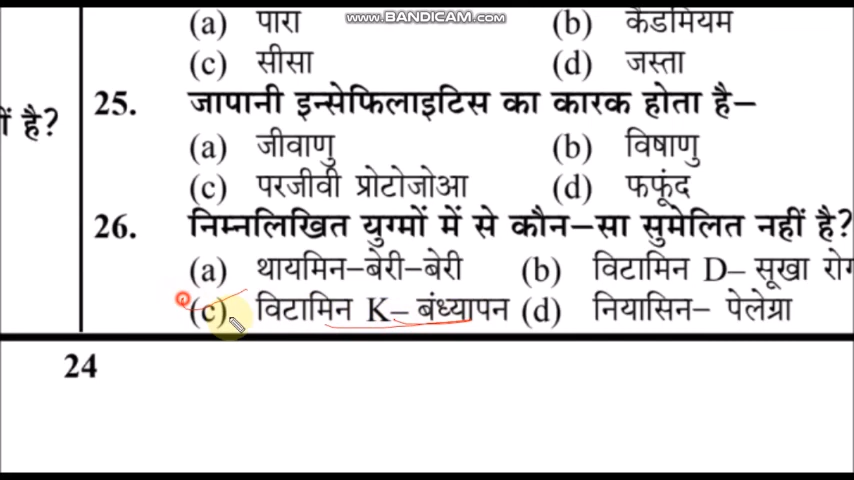 www.BANDICAM.com
(a) पारा (b) कैडमियम
(c) सीसा (d) जस्ता
25. जापानी इन्सेफिलाइटिस का कारक होता है–
ीं है?
(a) जीवाणु (b) विषाणु
(c) परजीवी प्रोटोजोआ (d) फफूंद
26. निम्नलिखित युग्मों में से कौन–सा सुमेलित नहीं है?
(a) थायमिन–बेरी–बेरी (b) विटामिन D– सूखा रोग
(c) विटामिन K– बंध्यापन (d) नियासिन– पेलेग्रा
24